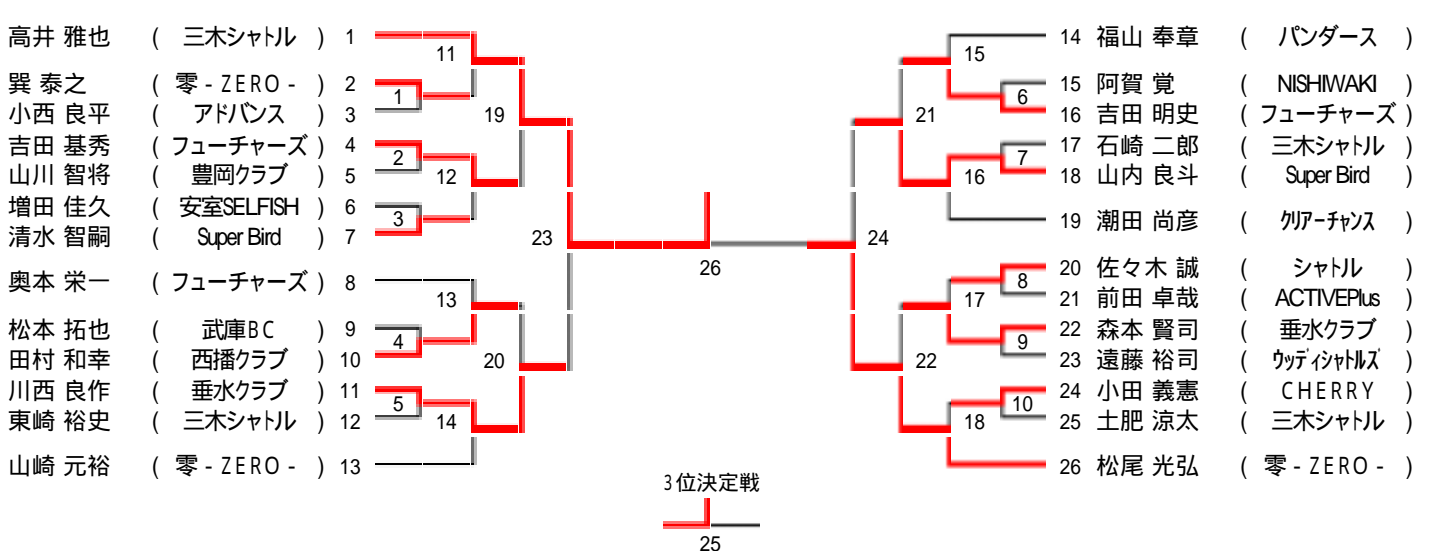 高井 雅也 ( 三木シャトル ) 1
巽 泰之 ( 零 - ZERO - ) 2
小西 良平 ( アドバンス ) 3
吉田 基秀 ( フューチャーズ ) 4
山川 智将 ( 豊岡クラブ ) 5
増田 佳久 ( 安室SELFISH ) 6
清水 智嗣 ( Super Bird ) 7
奥本 栄一 ( フューチャーズ ) 8
松本 拓也 ( 武庫BC ) 9
田村 和幸 ( 西播クラブ ) 10
川西 良作 ( 垂水クラブ ) 11
東崎 裕史 ( 三木シャトル ) 12
山崎 元裕 ( 零 - ZERO - ) 13
11
1
19
2
12
3
23
13
4
20
5
14
26
3位決定戦
25
15
6
21
7
16
24
8
17
9
22
10
18
14 福山 奉章 ( パンダース )
15 阿賀 覚 ( NISHIWAKI )
16 吉田 明史 ( フューチャーズ )
17 石崎 二郎 ( 三木シャトル )
18 山内 良斗 ( Super Bird )
19 潮田 尚彦 ( クリアーチャンス )
20 佐々木 誠 ( シャトル )
21 前田 卓哉 ( ACTIVEPlus )
22 森本 賢司 ( 垂水クラブ )
23 遠藤 裕司 ( ウッディシャトルズ )
24 小田 義憲 ( CHERRY )
25 土肥 涼太 ( 三木シャトル )
26 松尾 光弘 ( 零 - ZERO - )